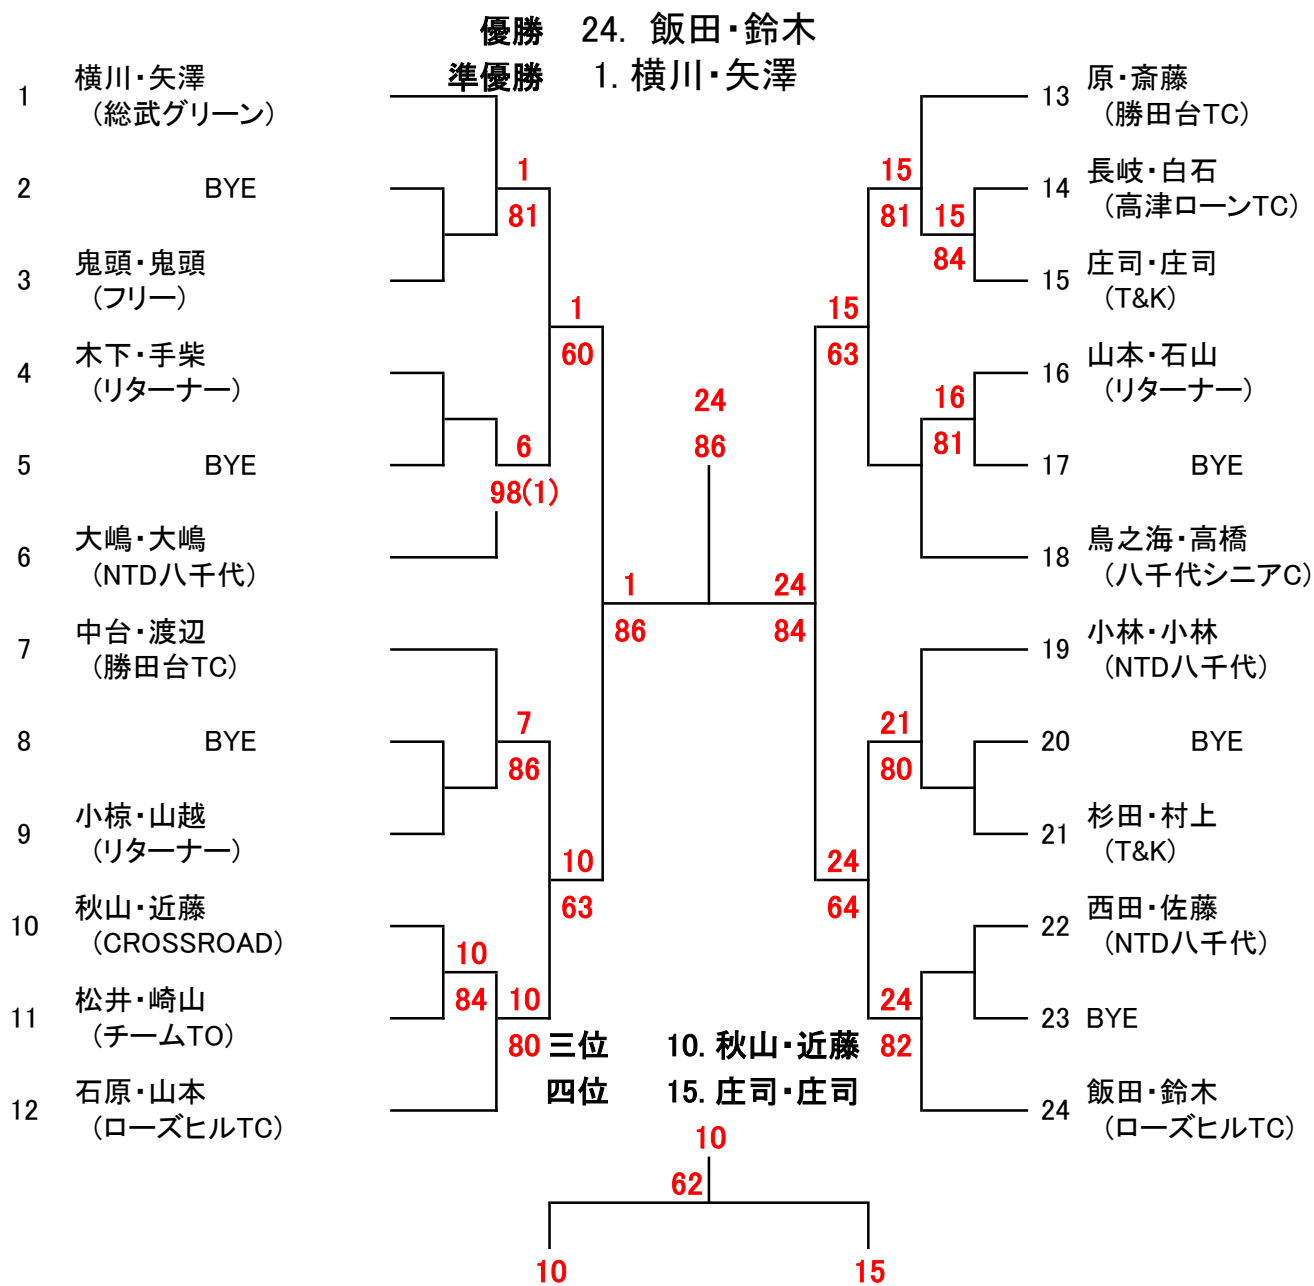 優勝 24. 飯田・鈴木
準優勝 1. 横川・矢澤
1 横川・矢澤
(総武グリーン)
2 BYE
3 鬼頭・鬼頭
(フリー)
4 木下・手柴
(リターナー)
5 BYE
6 大嶋・大嶋
(NTD八千代)
7 中台・渡辺
(勝田台TC)
8 BYE
9 小椋・山越
(リターナー)
10 秋山・近藤
(CROSSROAD)
11 松井・崎山
(チームTO)
12 石原・山本
(ローズヒルTC)
1
81
6
98(1)
7
86
10
84
10
80
1
60
10
63
1
86
24
86
24
84
15
63
24
64
15
81
15
84
16
81
21
80
24
82
13 原・斎藤
(勝田台TC)
14 長岐・白石
(高津ローンTC)
15 庄司・庄司
(T&K)
16 山本・石山
(リターナー)
17 BYE
18 鳥之海・高橋
(八千代シニアC)
19 小林・小林
(NTD八千代)
20 BYE
21 杉田・村上
(T&K)
22 西田・佐藤
(NTD八千代)
23 BYE
24 飯田・鈴木
(ローズヒルTC)
三位 10. 秋山・近藤
四位 15. 庄司・庄司
10
62
10 15